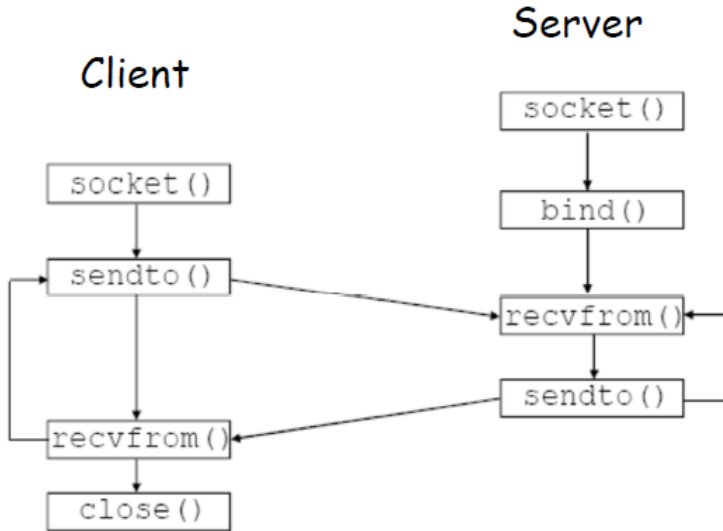 Server
Client
socket()
bind()
socket()
sendto()
recvfrom()
sendto()
recvfrom()
close()